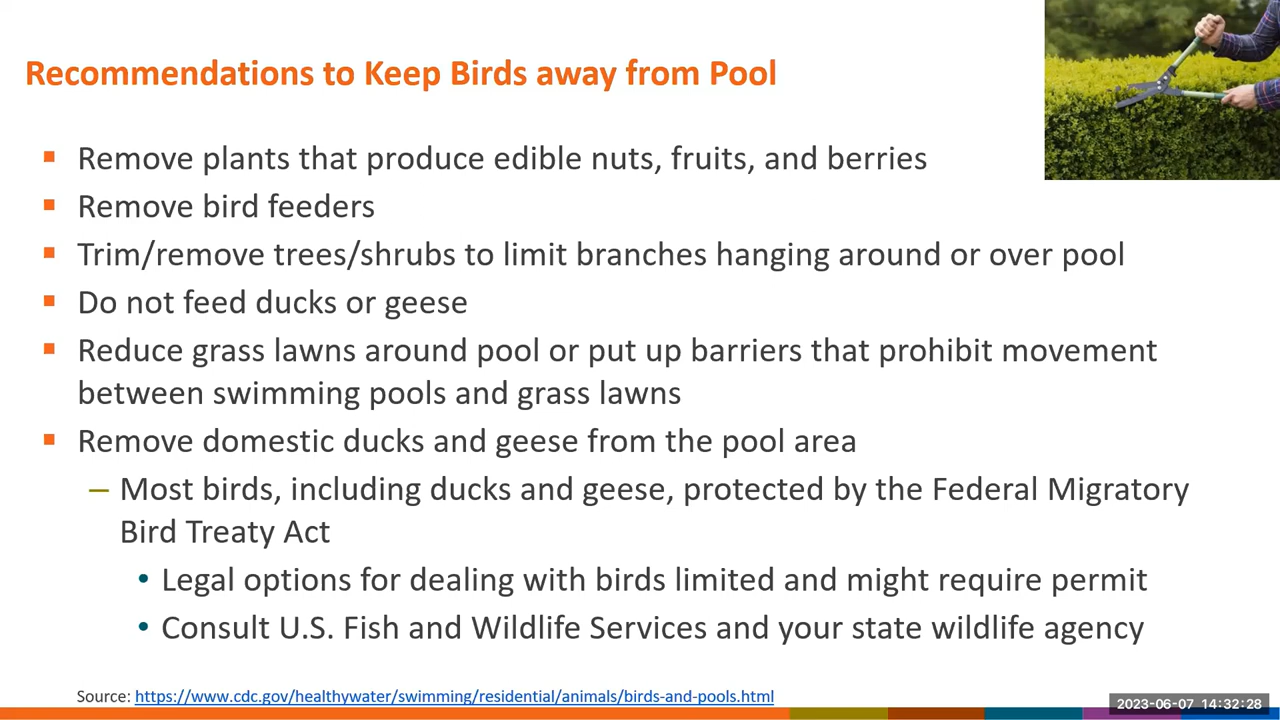 Recommendations to Keep Birds away from Pool
Remove plants that produce edible nuts, fruits, and berries
Remove bird feeders
Trim/remove trees/shrubs to limit branches hanging around or over pool
Do not feed ducks or geese
Reduce grass lawns around pool or put up barriers that prohibit movement
between swimming pools and grass lawns
Remove domestic ducks and geese from the pool area
– Most birds, including ducks and geese, protected by the Federal Migratory
Bird Treaty Act
• Legal options for dealing with birds limited and might require permit
• Consult U.S. Fish and Wildlife Services and your state wildlife agency
Source: https://www.cdc.gov/healthywater/swimming/residential/animals/birds-and-pools.html
2023-06-07 14:32:28